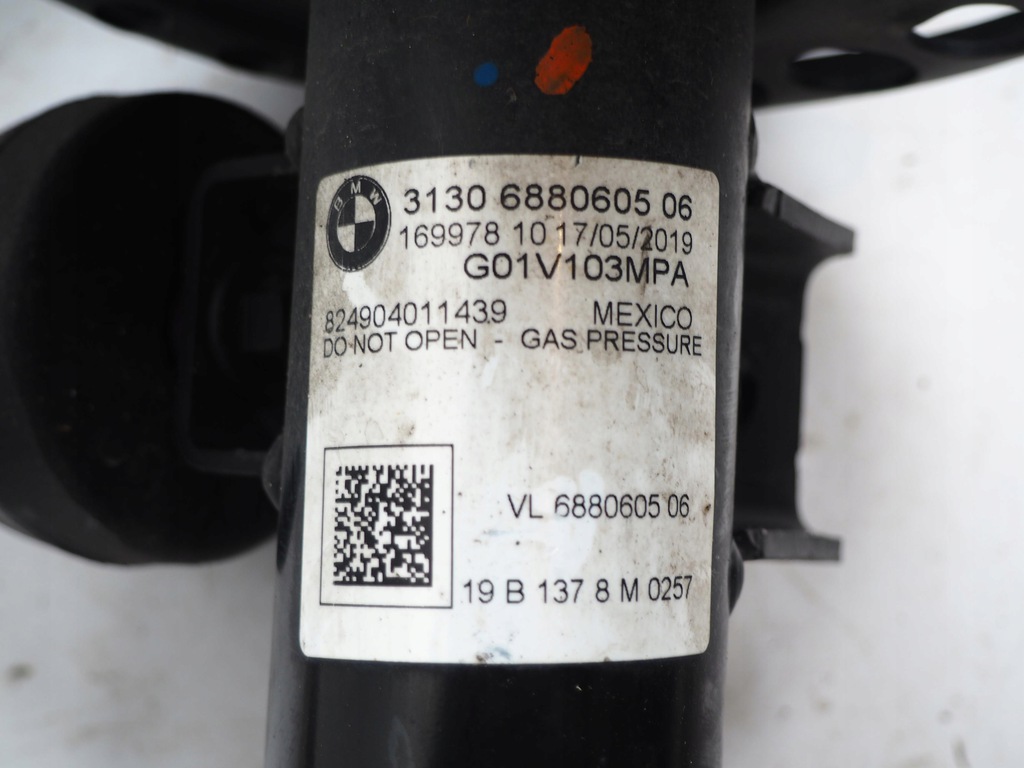 BMW
3130 6880605 06
169978 10 17/05/2019
G01V103MPA
824904011439 MEXICO
DO NOT OPEN - GAS PRESSURE
VL 6880605 06
19 B 137 8 M 0257